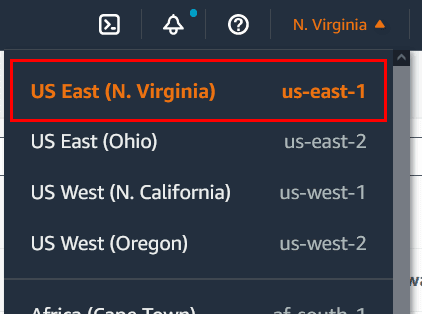 N. Virginia
US East (N. Virginia) us-east-1
US East (Ohio) us-east-2
US West (N. California) us-west-1
US West (Oregon) us-west-2
Africa (Cape Town) af-south-1